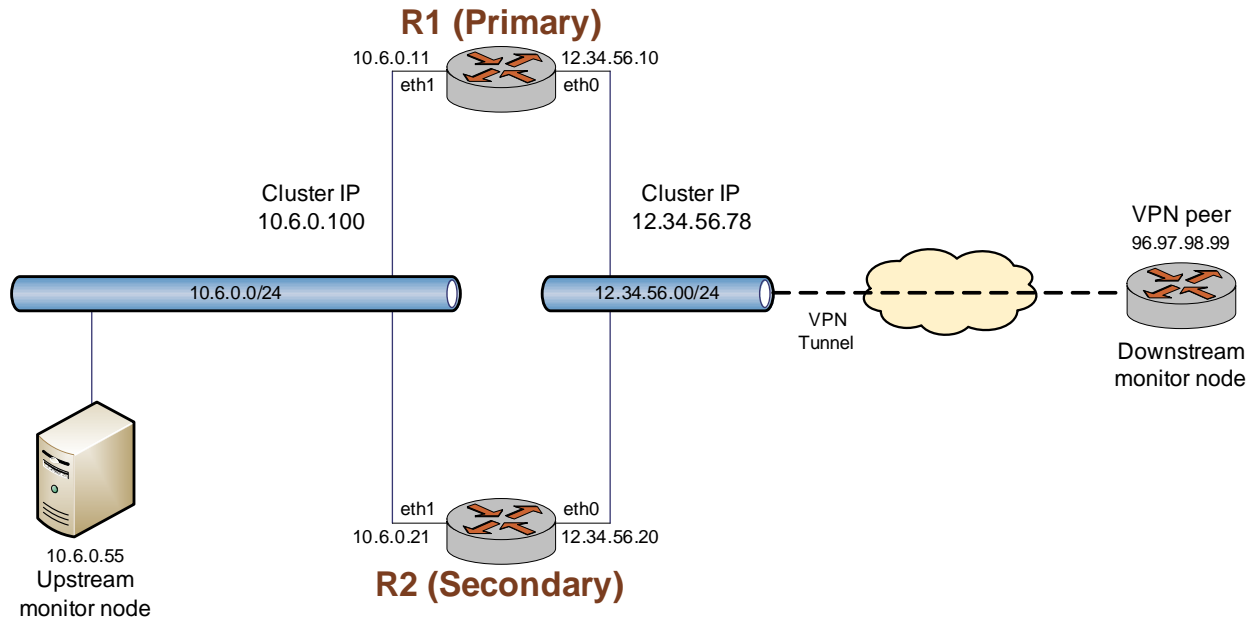 R1 (Primary)
10.6.0.11
12.34.56.10
eth1
eth0
Cluster IP
10.6.0.100
Cluster IP
12.34.56.78
VPN peer
96.97.98.99
10.6.0.0/24
12.34.56.00/24
VPN
Tunnel
Downstream
monitor node
eth1
eth0
10.6.0.21
12.34.56.20
R2 (Secondary)
10.6.0.55
Upstream
monitor node